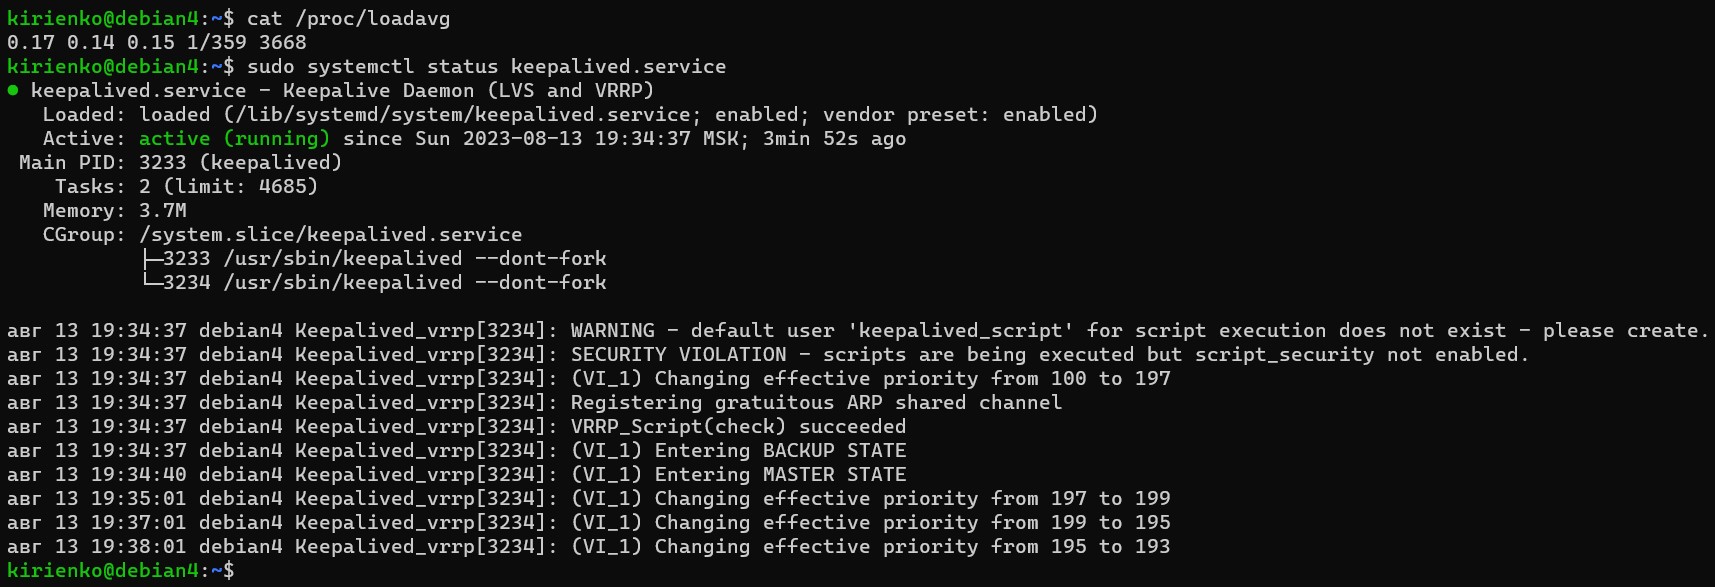 kirienko@debian4:~$ cat /proc/loadavg
0.17 0.14 0.15 1/359 3668
kirienko@debian4:~$ sudo systemctl status keepalived.service
● keepalived.service - Keepalive Daemon (LVS and VRRP)
   Loaded: loaded (/lib/systemd/system/keepalived.service; enabled; vendor preset: enabled)
   Active: active (running) since Sun 2023-08-13 19:34:37 MSK; 3min 52s ago
 Main PID: 3233 (keepalived)
    Tasks: 2 (limit: 4685)
   Memory: 3.7M
   CGroup: /system.slice/keepalived.service
           ├─3233 /usr/sbin/keepalived --dont-fork
           └─3234 /usr/sbin/keepalived --dont-fork

авг 13 19:34:37 debian4 Keepalived_vrrp[3234]: WARNING - default user 'keepalived_script' for script execution does not exist - please create.
авг 13 19:34:37 debian4 Keepalived_vrrp[3234]: SECURITY VIOLATION - scripts are being executed but script_security not enabled.
авг 13 19:34:37 debian4 Keepalived_vrrp[3234]: (VI_1) Changing effective priority from 100 to 197
авг 13 19:34:37 debian4 Keepalived_vrrp[3234]: Registering gratuitous ARP shared channel
авг 13 19:34:37 debian4 Keepalived_vrrp[3234]: VRRP_Script(check) succeeded
авг 13 19:34:37 debian4 Keepalived_vrrp[3234]: (VI_1) Entering BACKUP STATE
авг 13 19:34:40 debian4 Keepalived_vrrp[3234]: (VI_1) Entering MASTER STATE
авг 13 19:35:01 debian4 Keepalived_vrrp[3234]: (VI_1) Changing effective priority from 197 to 199
авг 13 19:37:01 debian4 Keepalived_vrrp[3234]: (VI_1) Changing effective priority from 199 to 195
авг 13 19:38:01 debian4 Keepalived_vrrp[3234]: (VI_1) Changing effective priority from 195 to 193
kirienko@debian4:~$